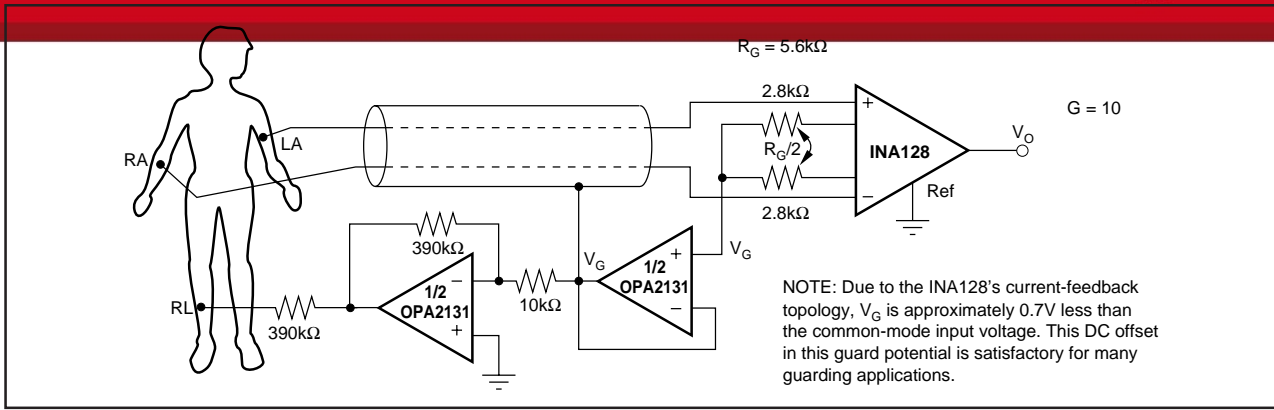 R_G = 5.6kΩ
2.8kΩ
G = 10
LA
RA
R_G/2
INA128
V_O
Ref
2.8kΩ
390kΩ
V_G
V_G
1/2
OPA2131
1/2
OPA2131
10kΩ
RL
390kΩ
NOTE: Due to the INA128's current-feedback
topology, V_G is approximately 0.7V less than
the common-mode input voltage. This DC offset
in this guard potential is satisfactory for many
guarding applications.